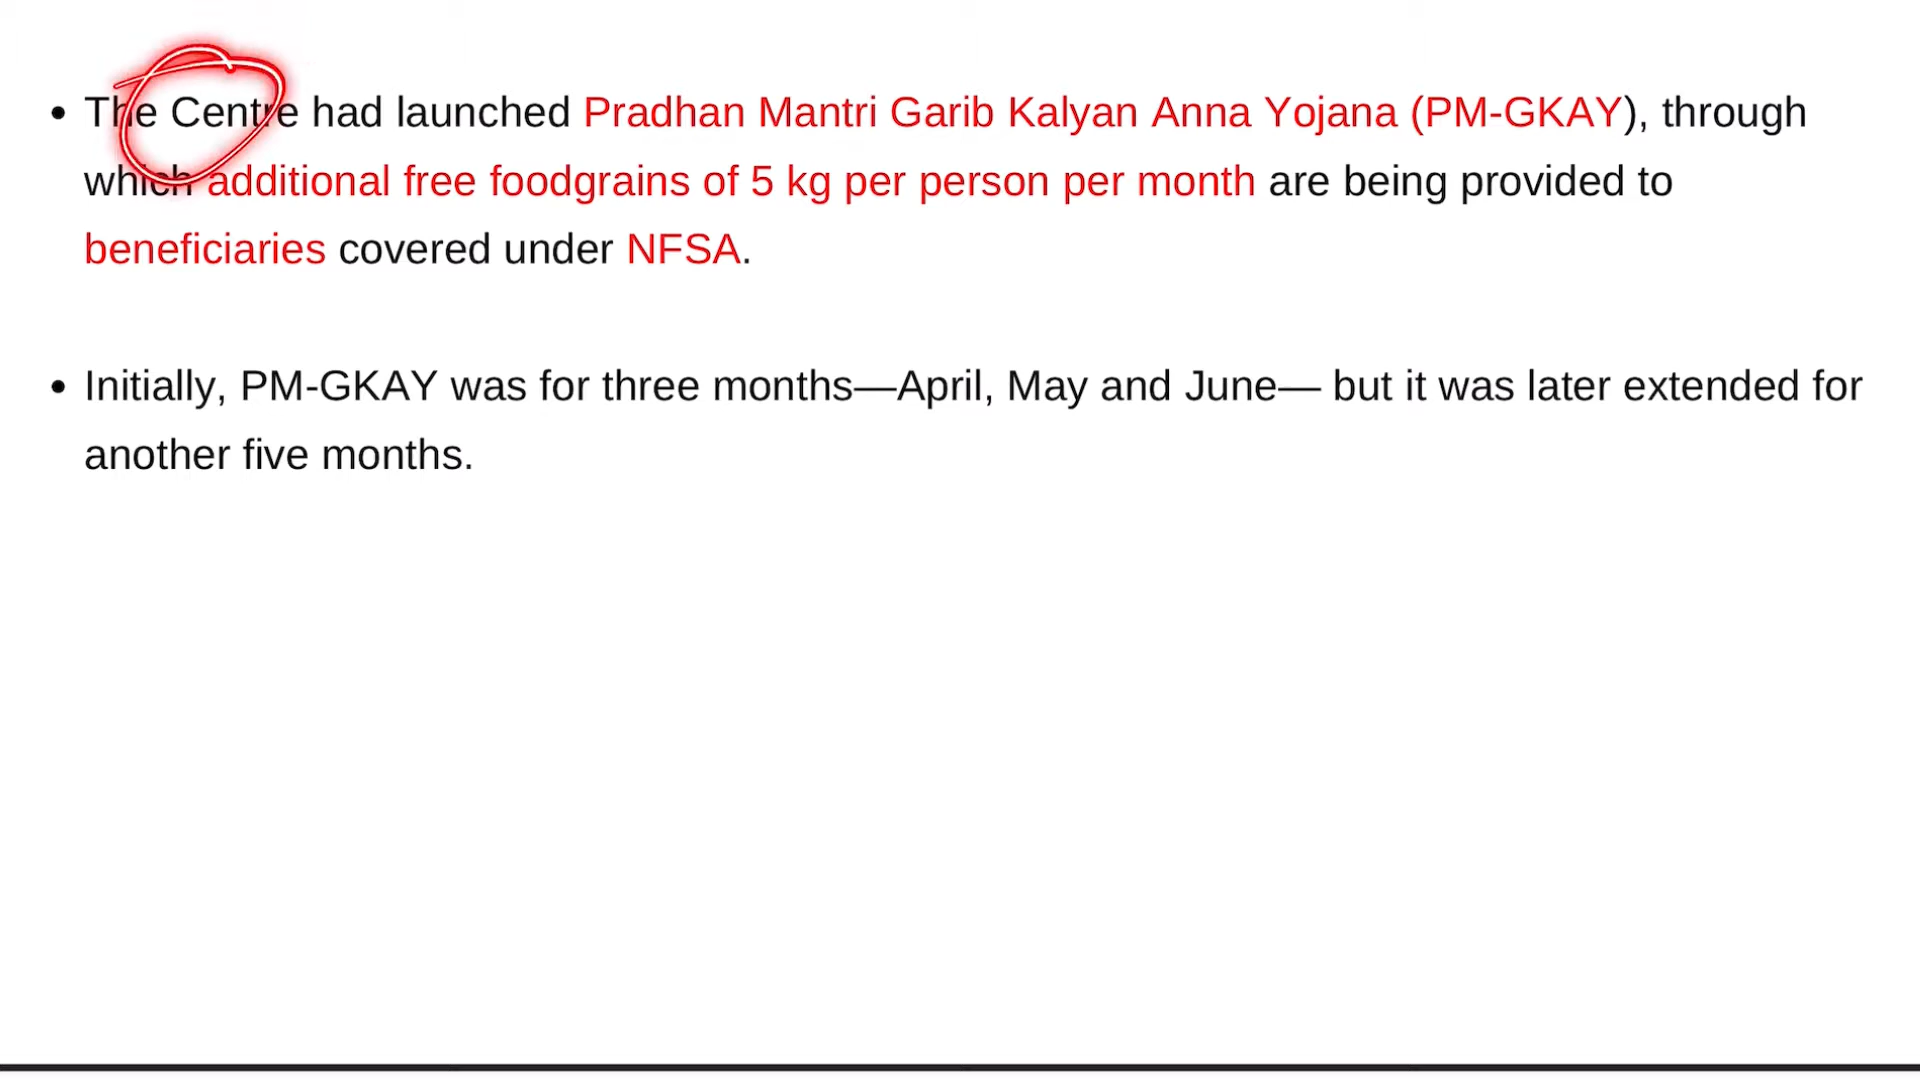 • The Centre had launched Pradhan Mantri Garib Kalyan Anna Yojana (PM-GKAY), through
which additional free foodgrains of 5 kg per person per month are being provided to
beneficiaries covered under NFSA.
• Initially, PM-GKAY was for three months—April, May and June— but it was later extended for
another five months.